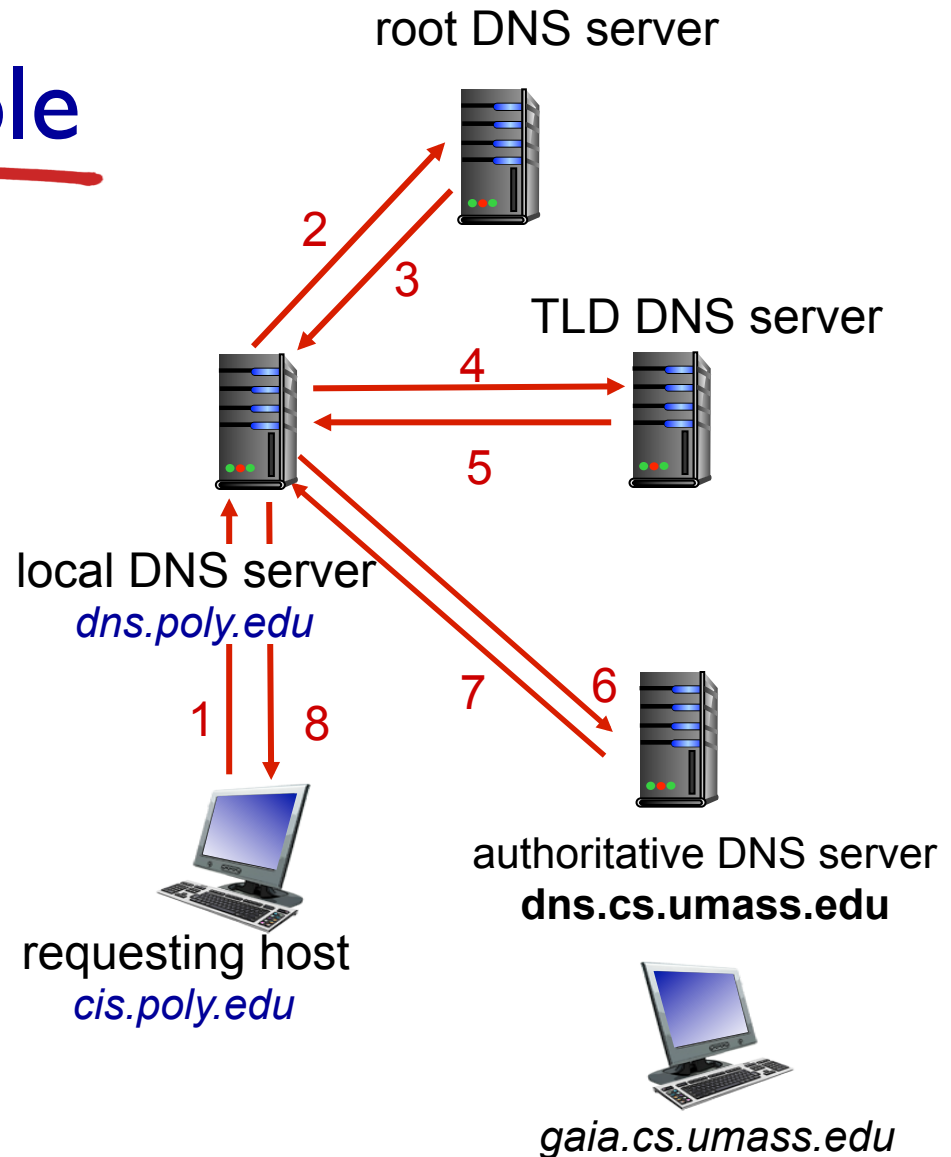 root DNS server
2
3
TLD DNS server
4
5
local DNS server
dns.poly.edu
1
8
7
6
requesting host
cis.poly.edu
authoritative DNS server
dns.cs.umass.edu
gaia.cs.umass.edu